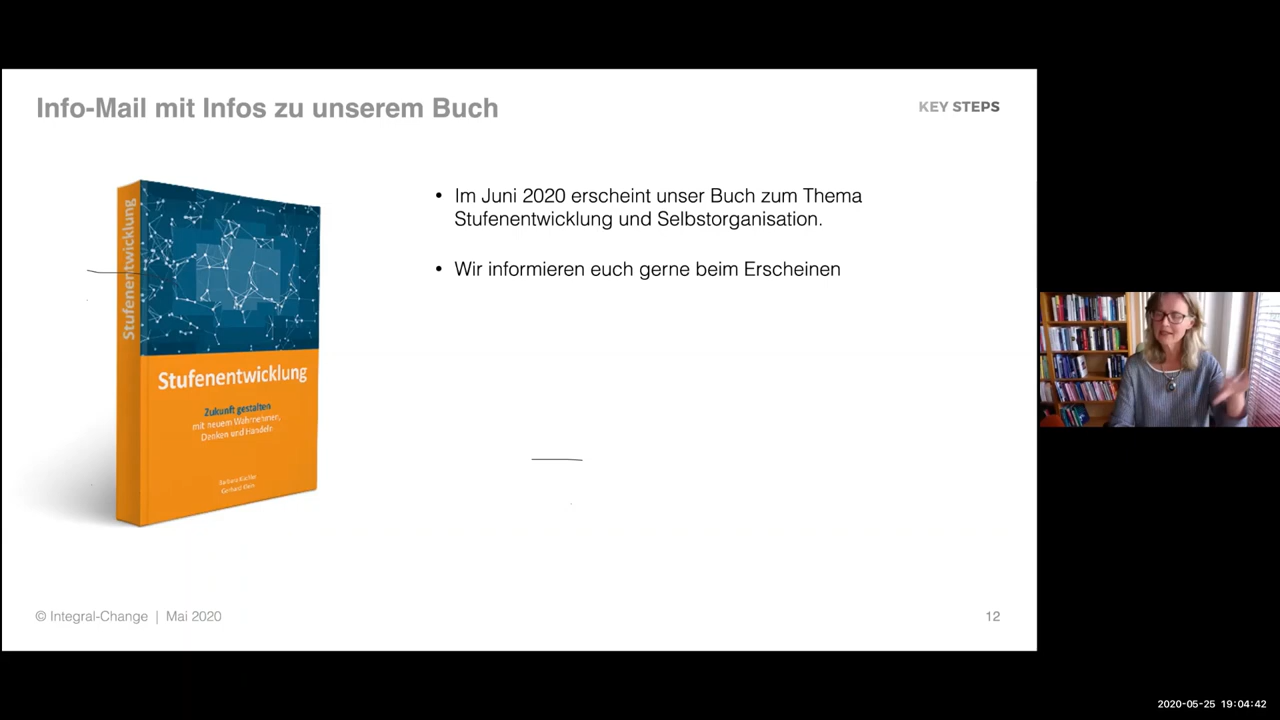 Info-Mail mit Infos zu unserem Buch
KEY STEPS
Stufenentwicklung
Stufenentwicklung
Zukunft gestalten
mit neuem Wahrnehmen,
Denken und Handeln
Gerhard Klein
• Im Juni 2020 erscheint unser Buch zum Thema
Stufenentwicklung und Selbstorganisation.
• Wir informieren euch gerne beim Erscheinen
© Integral-Change | Mai 2020
12
2020-05-25 19:04:42